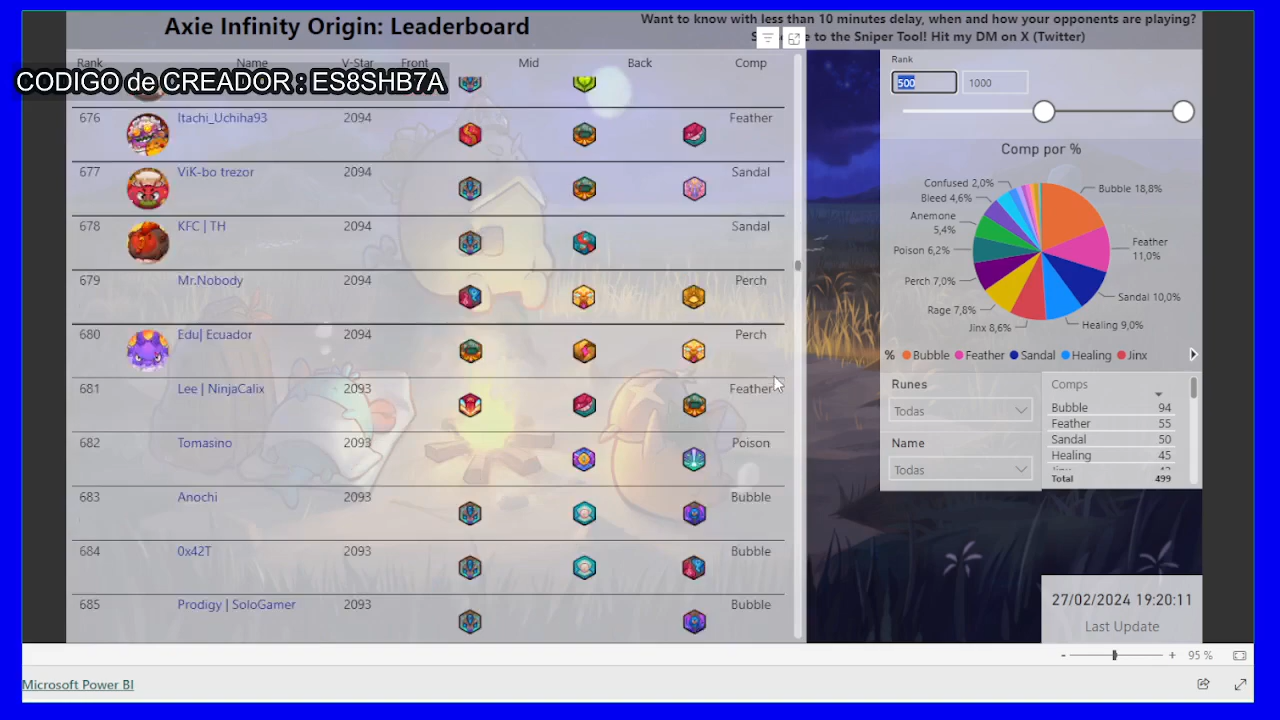 Axie Infinity Origin: Leaderboard
Want to know with less than 10 minutes delay, when and how your opponents are playing?
to the Sniper Tool! Hit my DM on X (Twitter)
Rank Name V-Star Front Mid Back Comp
CODIGO de CREADOR : ES8SHB7A
676 Itachi_Uchiha93 2094 Feather
677 ViK-bo trezor 2094 Sandal
678 KFC | TH 2094 Sandal
679 Mr.Nobody 2094 Perch
680 Edu| Ecuador 2094 Perch
681 Lee | NinjaCalix 2093 Feather
682 Tomasino 2093 Poison
683 Anochi 2093 Bubble
684 0x42T 2093 Bubble
685 Prodigy | SoloGamer 2093 Bubble
Rank
500 1000
Comp por %
Confused 2,0%
Bleed 4,6%
Anemone
5,4%
Poison 6,2%
Perch 7,0%
Rage 7,8%
Jinx 8,6%
Bubble 18,8%
Feather
11,0%
Sandal 10,0%
Healing 9,0%
% Bubble Feather Sandal Healing Jinx
Runes
Todas
Name
Todas
Comps
Bubble 94
Feather 55
Sandal 50
Healing 45
Total 499
27/02/2024 19:20:11
Last Update
- + 95 %
Microsoft Power BI